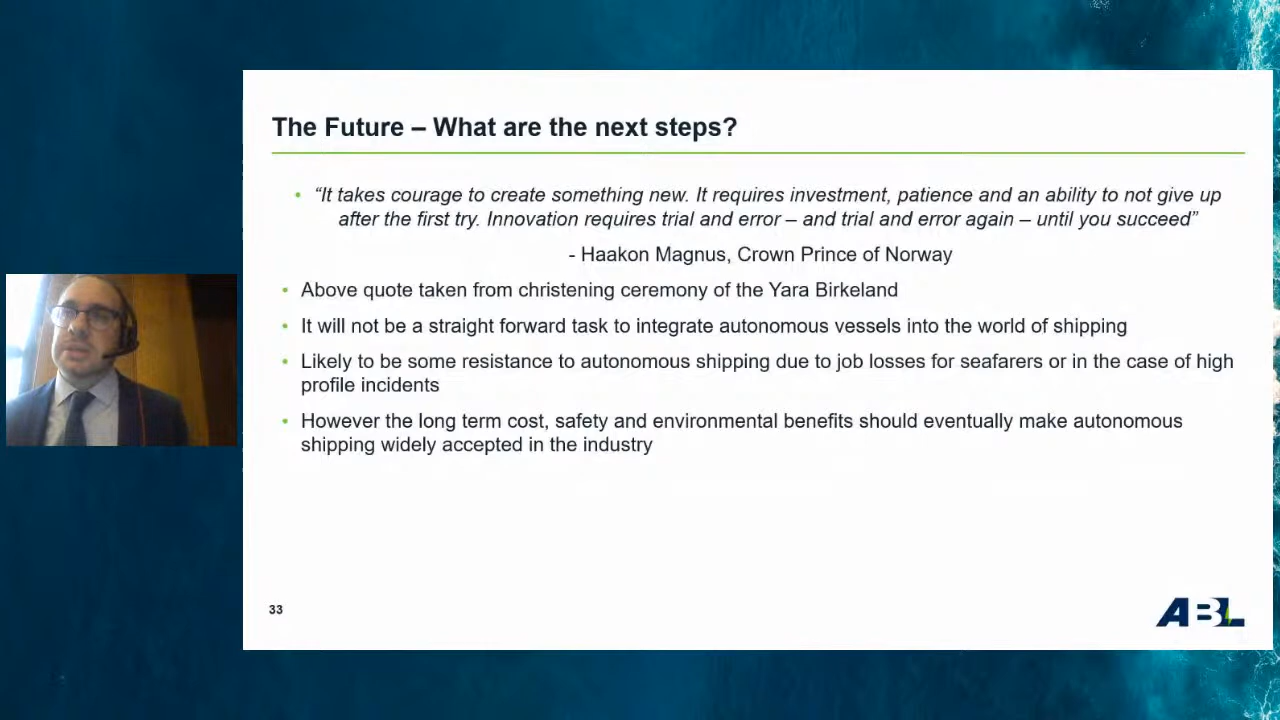 The Future – What are the next steps?
• “It takes courage to create something new. It requires investment, patience and an ability to not give up
after the first try. Innovation requires trial and error – and trial and error again – until you succeed”
- Haakon Magnus, Crown Prince of Norway
• Above quote taken from christening ceremony of the Yara Birkeland
• It will not be a straight forward task to integrate autonomous vessels into the world of shipping
• Likely to be some resistance to autonomous shipping due to job losses for seafarers or in the case of high
profile incidents
• However the long term cost, safety and environmental benefits should eventually make autonomous
shipping widely accepted in the industry
33
ABL